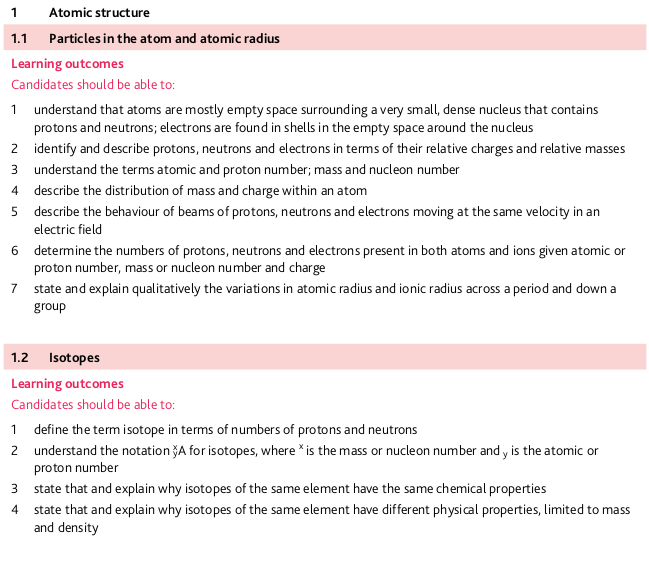 1 Atomic structure
1.1 Particles in the atom and atomic radius
Learning outcomes
Candidates should be able to:
1 understand that atoms are mostly empty space surrounding a very small, dense nucleus that contains
protons and neutrons; electrons are found in shells in the empty space around the nucleus
2 identify and describe protons, neutrons and electrons in terms of their relative charges and relative masses
3 understand the terms atomic and proton number; mass and nucleon number
4 describe the distribution of mass and charge within an atom
5 describe the behaviour of beams of protons, neutrons and electrons moving at the same velocity in an
electric field
6 determine the numbers of protons, neutrons and electrons present in both atoms and ions given atomic or
proton number, mass or nucleon number and charge
7 state and explain qualitatively the variations in atomic radius and ionic radius across a period and down a
group
1.2 Isotopes
Learning outcomes
Candidates should be able to:
1 define the term isotope in terms of numbers of protons and neutrons
2 understand the notation ˣᵧA for isotopes, where ˣ is the mass or nucleon number and ᵧ is the atomic or
proton number
3 state that and explain why isotopes of the same element have the same chemical properties
4 state that and explain why isotopes of the same element have different physical properties, limited to mass
and density